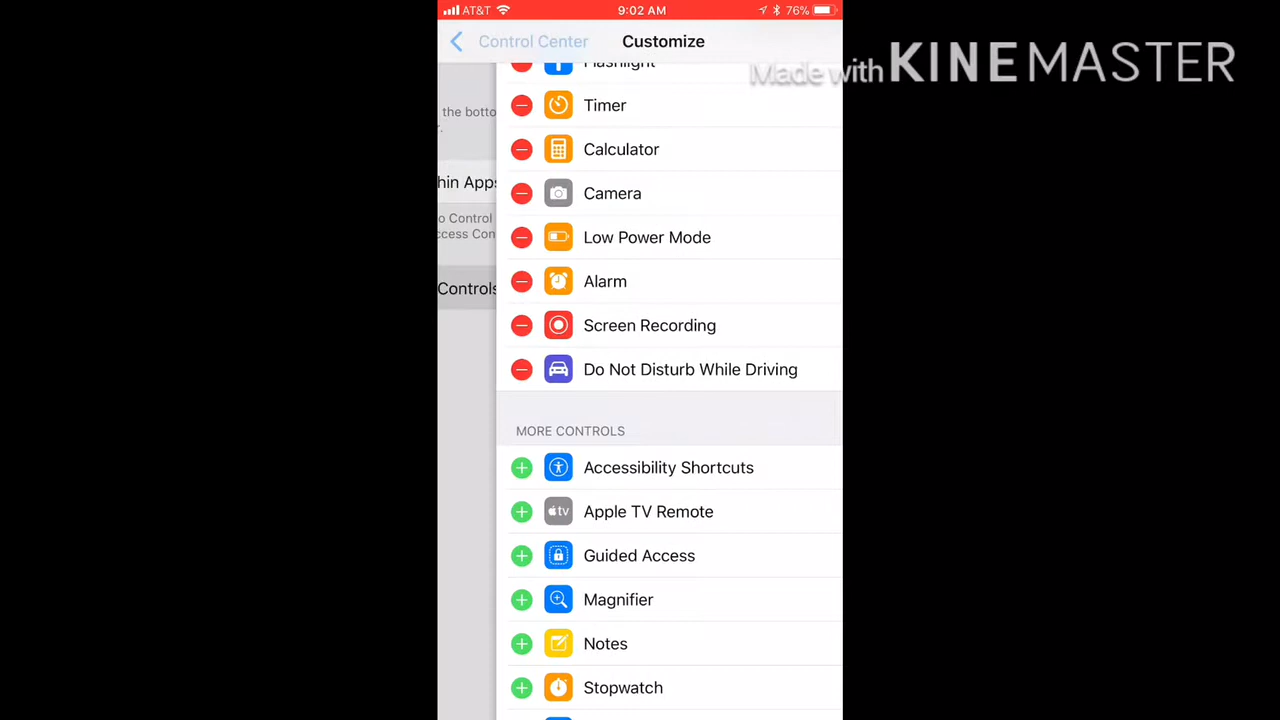 AT&T 9:02 AM 76%
Control Center Customize
Made with KINEMASTER
Flashlight
the botto
r.
Timer
Calculator
hin Apps
Camera
o Control
ccess Con
Low Power Mode
Alarm
Controls
Screen Recording
Do Not Disturb While Driving
MORE CONTROLS
Accessibility Shortcuts
tv Apple TV Remote
Guided Access
Magnifier
Notes
Stopwatch